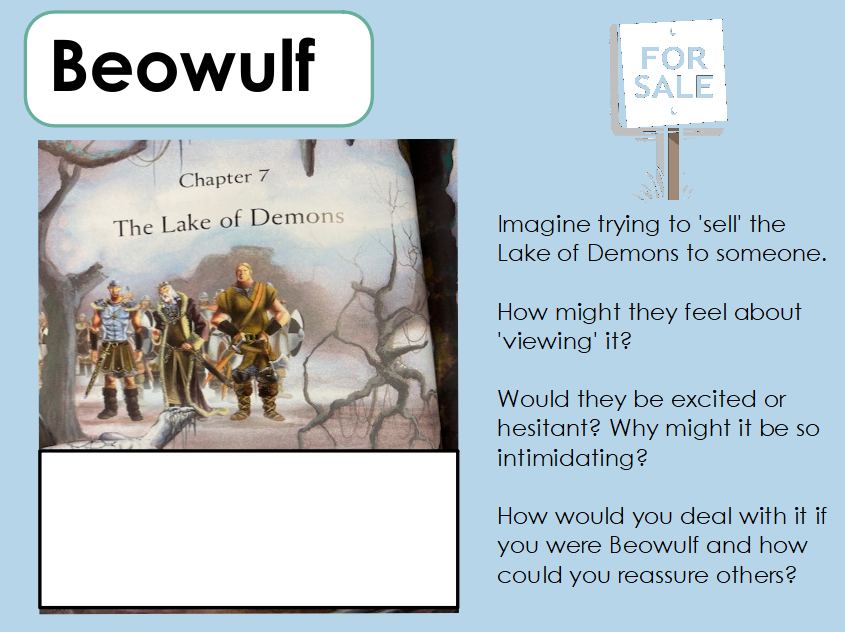 Beowulf
FOR
SALE
Chapter 7
The Lake of Demons
Imagine trying to 'sell' the
Lake of Demons to someone.
How might they feel about
'viewing' it?
Would they be excited or
hesitant? Why might it be so
intimidating?
How would you deal with it if
you were Beowulf and how
could you reassure others?